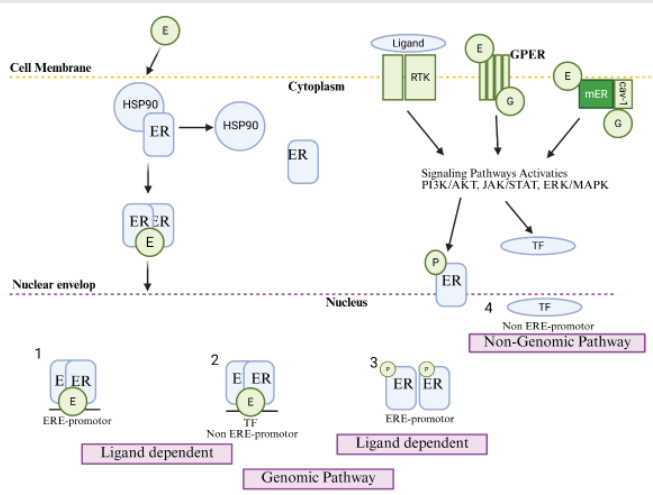 E
Cell Membrane
Cytoplasm
Ligand
RTK
E
GPER
G
E
mER
cav-1
G
HSP90
ER
HSP90
ER
Signaling Pathways Activaties
PI3K/AKT, JAK/STAT, ERK/MAPK
ER ER
E
TF
P
ER
Nuclear envelop
Nucleus
4
TF
Non ERE-promotor
Non-Genomic Pathway
1
E ER
E
ERE-promotor
2
E ER
E
TF
Non ERE-promotor
3
P P
ER ER
ERE-promotor
Ligand dependent
Ligand dependent
Genomic Pathway